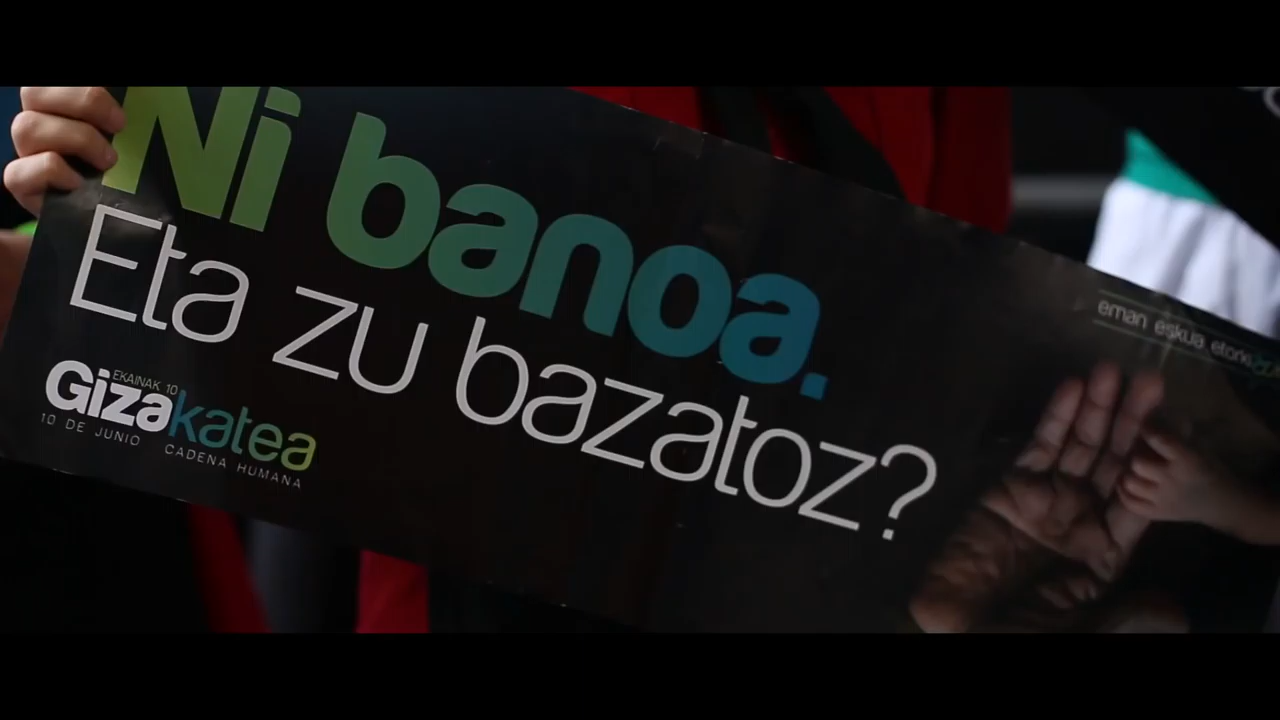 Ni banoa.
Eta zu bazatoz?
EKAINAK 10
Gizakatea
10 DE JUNIO CADENA HUMANA
eman eskua